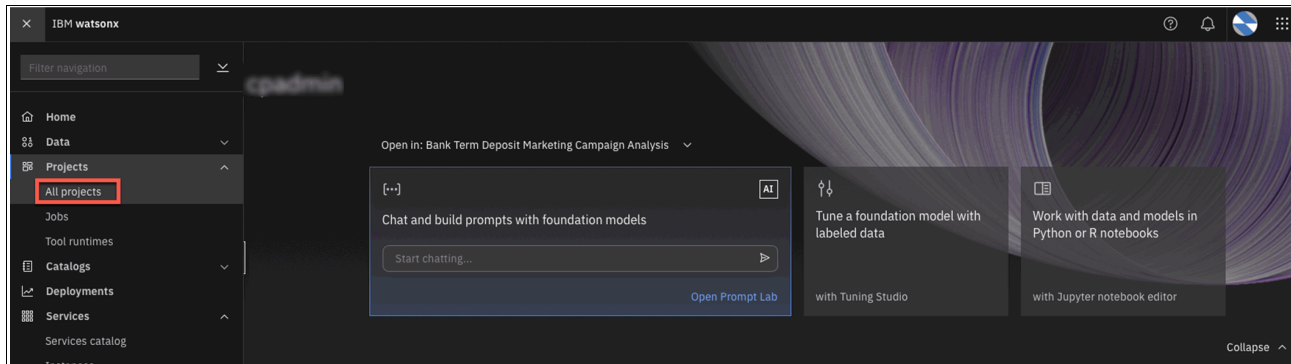 IBM watsonx
Filter navigation
cpadmin
Home
Data
Projects
All projects
Jobs
Tool runtimes
Catalogs
Deployments
Services
Services catalog
Instances
Open in: Bank Term Deposit Marketing Campaign Analysis
[...]
AI
Chat and build prompts with foundation models
Start chatting...
Open Prompt Lab
Tune a foundation model with
labeled data
with Tuning Studio
Work with data and models in
Python or R notebooks
with Jupyter notebook editor
Collapse